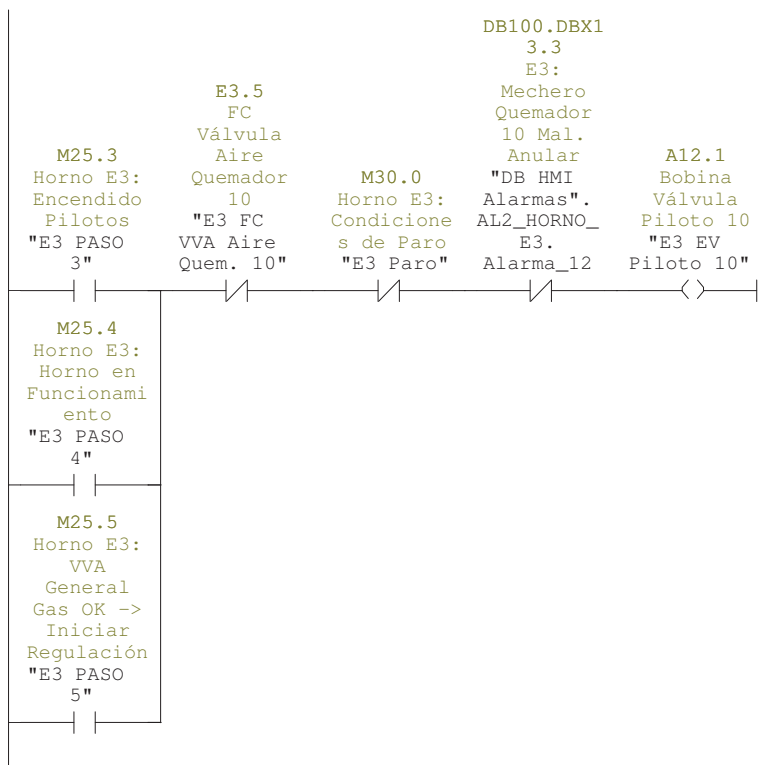 M25.3
Horno E3:
Encendido
Pilotos
"E3 PASO
3"
E3.5
FC
Válvula
Aire
Quemador
10
"E3 FC
VVA Aire
Quem. 10"
M30.0
Horno E3:
Condicione
s de Paro
"E3 Paro"
DB100.DBX1
3.3
E3:
Mechero
Quemador
10 Mal.
Anular
"DB HMI
Alarmas".
AL2_HORNO_
E3.
Alarma_12
A12.1
Bobina
Válvula
Piloto 10
"E3 EV
Piloto 10"
M25.4
Horno E3:
Horno en
Funcionami
ento
"E3 PASO
4"
M25.5
Horno E3:
VVA
General
Gas OK ->
Iniciar
Regulación
"E3 PASO
5"